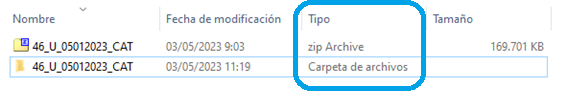 Nombre Fecha de modificación Tipo Tamaño
46_U_05012023_CAT 03/05/2023 9:03 zip Archive 169.701 KB
46_U_05012023_CAT 03/05/2023 11:19 Carpeta de archivos